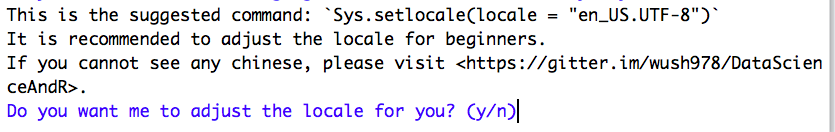 This is the suggested command: `Sys.setlocale(locale = "en_US.UTF-8")`
It is recommended to adjust the locale for beginners.
If you cannot see any chinese, please visit <https://gitter.im/wush978/DataScien
ceAndR>.
Do you want me to adjust the locale for you? (y/n)